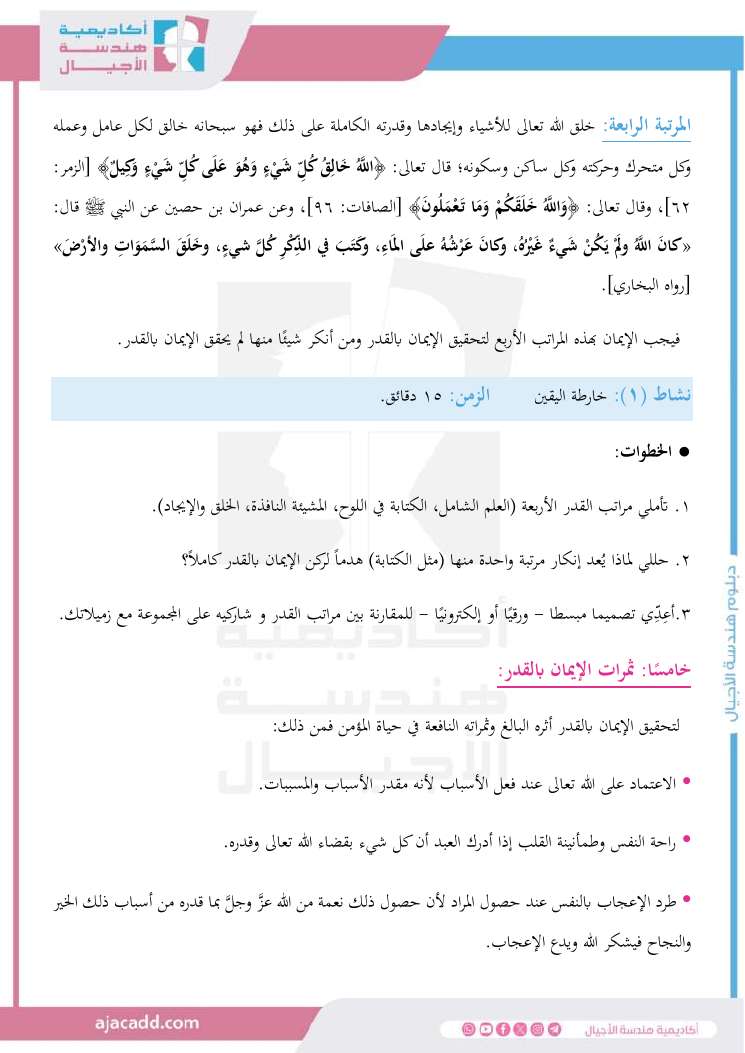 أكاديمية
هندسة
الأجيال
المرتبة الرابعة: خلق الله تعالى للأشياء وإيجادها وقدرته الكاملة على ذلك فهو سبحانه خالق لكل عامل وعمله
وكل متحرك وحركته وكل ساكن وسكونه؛ قال تعالى: ﴿اللَّهُ خَالِقُ كُلِّ شَيْءٍ وَهُوَ عَلَى كُلِّ شَيْءٍ وَكِيلٌ﴾ [الزمر:
٦٢]، وقال تعالى: ﴿وَاللَّهُ خَلَقَكُمْ وَمَا تَعْمَلُونَ﴾ [الصافات: ٩٦]، وعن عمران بن حصين عن النبي ﷺ قال:
«كانَ اللَّهُ ولَمْ يَكُنْ شَيءٌ غَيْرُهُ، وكانَ عَرْشُهُ علَى المَاءِ، وكَتَبَ في الذِّكْرِ كُلَّ شيءٍ، وخَلَقَ السَّمَوَاتِ والأرْضَ»
[رواه البخاري].
فيجب الإيمان بهذه المراتب الأربع لتحقيق الإيمان بالقدر ومن أنكر شيئًا منها لم يحقق الإيمان بالقدر.
نشاط (١): خارطة اليقين الزمن: ١٥ دقائق.
● الخطوات:
١. تأملي مراتب القدر الأربعة (العلم الشامل، الكتابة في اللوح، المشيئة النافذة، الخلق والإيجاد).
٢. حللي لماذا يُعد إنكار مرتبة واحدة منها (مثل الكتابة) هدماً لركن الإيمان بالقدر كاملاً؟
٣.أعِدِّي تصميما مبسطا – ورقيًا أو إلكترونيًا – للمقارنة بين مراتب القدر و شاركيه على المجموعة مع زميلاتك.
خامسًا: ثمرات الإيمان بالقدر:
لتحقيق الإيمان بالقدر أثره البالغ وثمراته النافعة في حياة المؤمن فمن ذلك:
• الاعتماد على الله تعالى عند فعل الأسباب لأنه مقدر الأسباب والمسببات.
• راحة النفس وطمأنينة القلب إذا أدرك العبد أن كل شيء بقضاء الله تعالى وقدره.
• طرد الإعجاب بالنفس عند حصول المراد لأن حصول ذلك نعمة من الله عزَّ وجلَّ بما قدره من أسباب ذلك الخير
والنجاح فيشكر الله ويدع الإعجاب.
دبلوم هندسة الأجيال
أكاديمية
هندسة
الأجيال
ajacadd.com
أكاديمية هندسة الأجيال